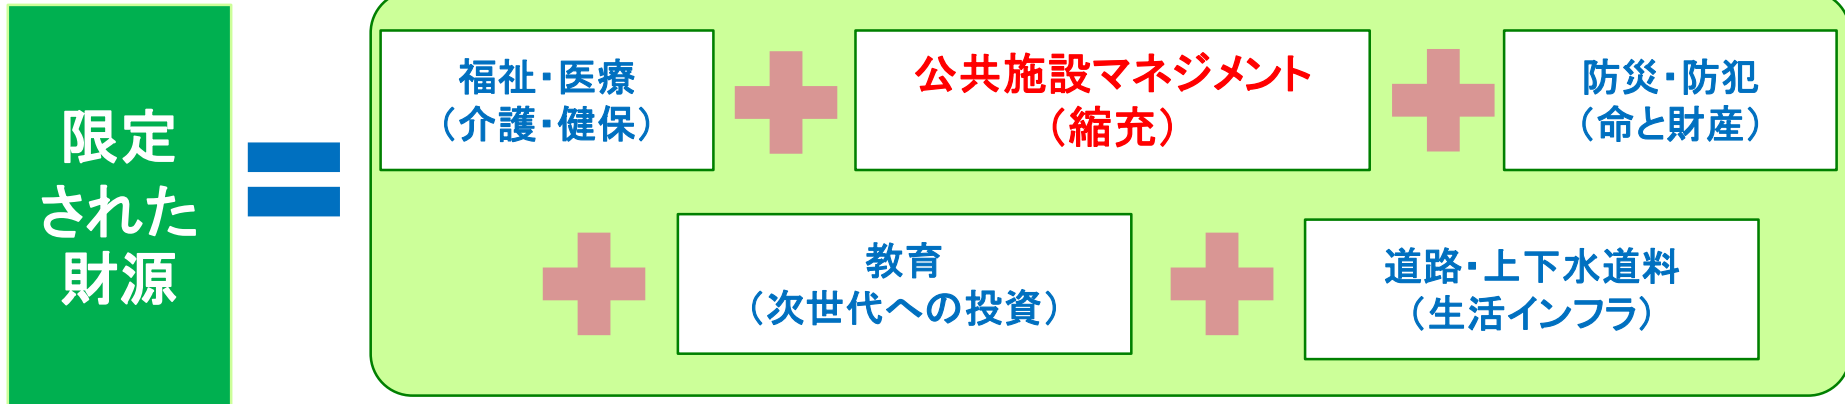 限定
された
財源
福祉・医療
（介護・健保）
公共施設マネジメント
（縮充）
防災・防犯
（命と財産）
教育
（次世代への投資）
道路・上下水道料
（生活インフラ）